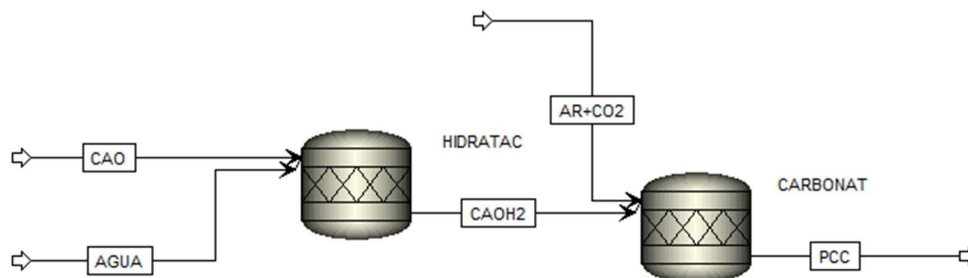 AR+CO2
HIDRATAC
CAO
CARBONAT
CAOH2
AGUA
PCC